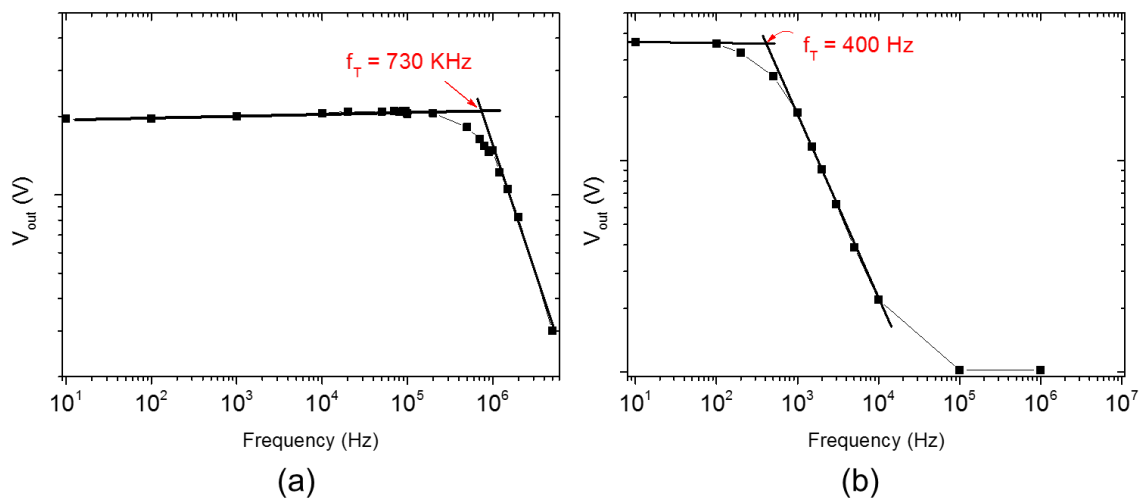 f_T = 730 KHz
V_out (V)
10^1 10^2 10^3 10^4 10^5 10^6
Frequency (Hz)
(a)
f_T = 400 Hz
V_out (V)
10^1 10^2 10^3 10^4 10^5 10^6 10^7
Frequency (Hz)
(b)